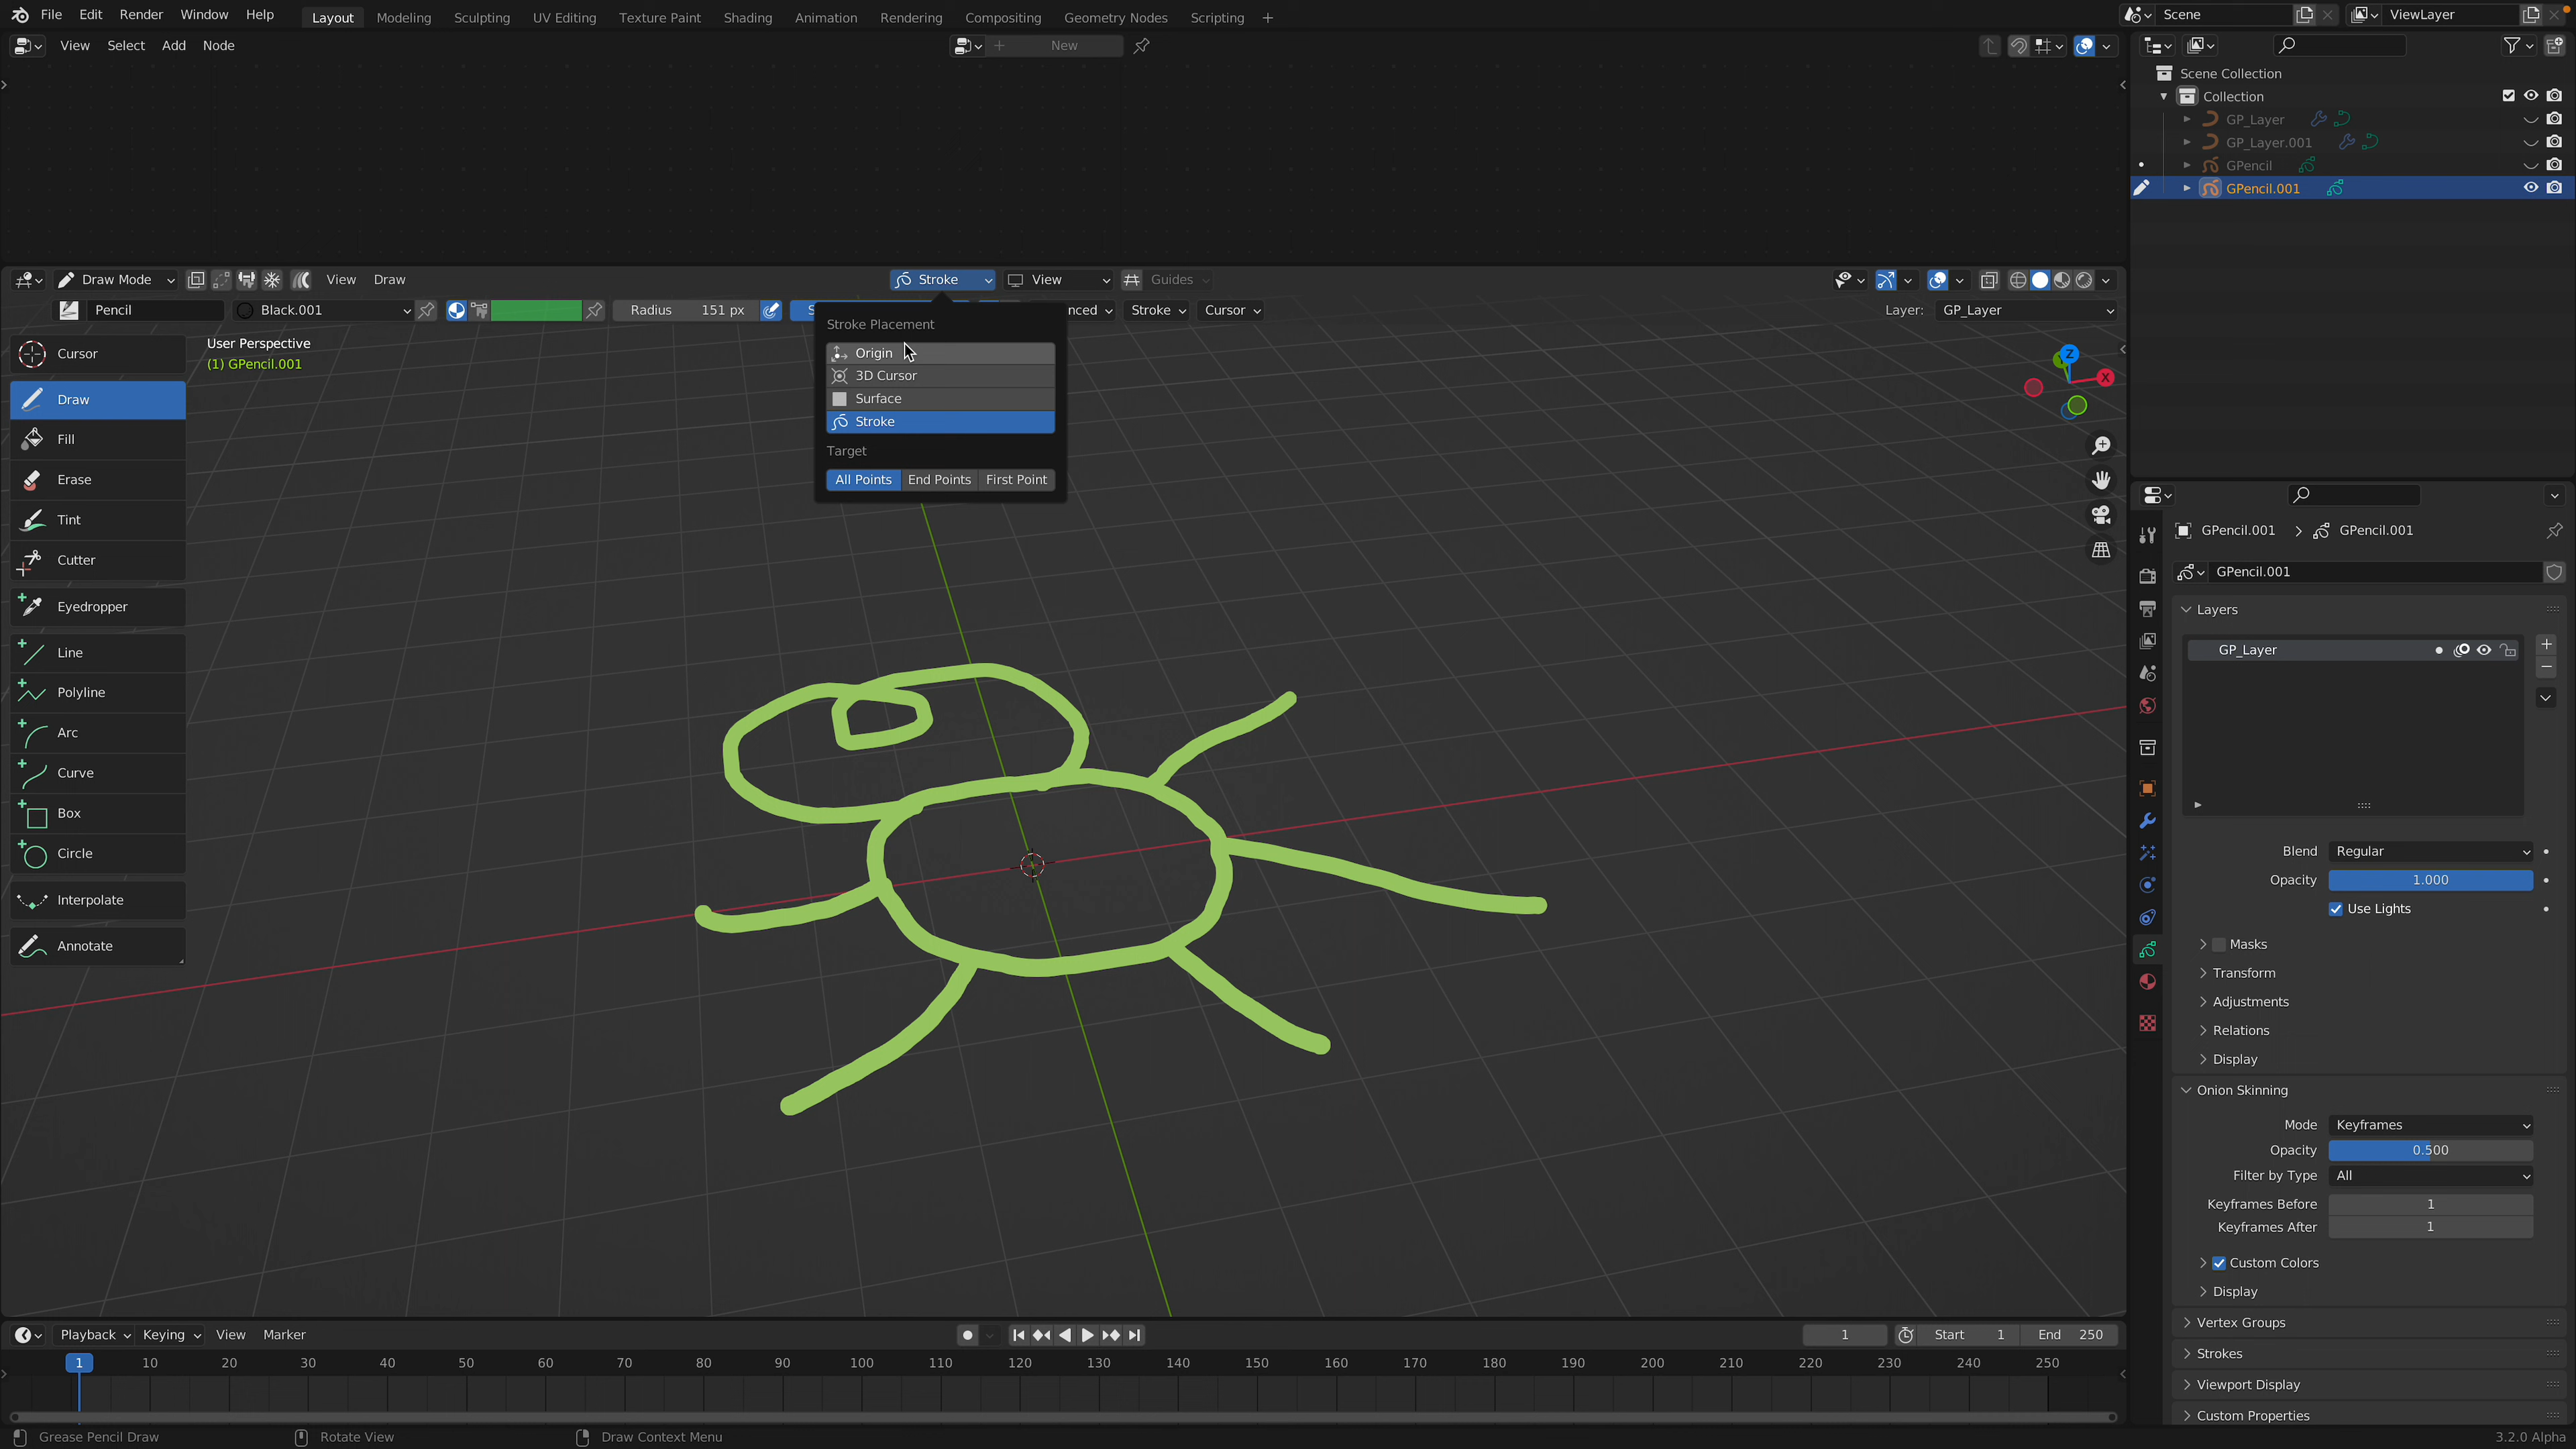 File Edit Render Window Help Layout Modeling Sculpting UV Editing Texture Paint Shading Animation Rendering Compositing Geometry Nodes Scripting + Scene ViewLayer
View Select Add Node New
Scene Collection
Collection
GP_Layer
GP_Layer.001
GPencil
GPencil.001
Draw Mode View Draw Stroke View Guides
Pencil Black.001 Radius 151 px Stroke Cursor Layer: GP_Layer
User Perspective
(1) GPencil.001
Stroke Placement
Origin
3D Cursor
Surface
Stroke
Target
All Points End Points First Point
Cursor
Draw
Fill
Erase
Tint
Cutter
Eyedropper
Line
Polyline
Arc
Curve
Box
Circle
Interpolate
Annotate
Z
X
GPencil.001 > GPencil.001
GPencil.001
Layers
GP_Layer
Blend Regular
Opacity 1.000
Use Lights
Masks
Transform
Adjustments
Relations
Display
Onion Skinning
Mode Keyframes
Opacity 0.500
Filter by Type All
Keyframes Before 1
Keyframes After 1
Custom Colors
Display
Vertex Groups
Strokes
Viewport Display
Custom Properties
Playback Keying View Marker 1 Start 1 End 250
1 10 20 30 40 50 60 70 80 90 100 110 120 130 140 150 160 170 180 190 200 210 220 230 240 250
Grease Pencil Draw Rotate View Draw Context Menu 3.2.0 Alpha